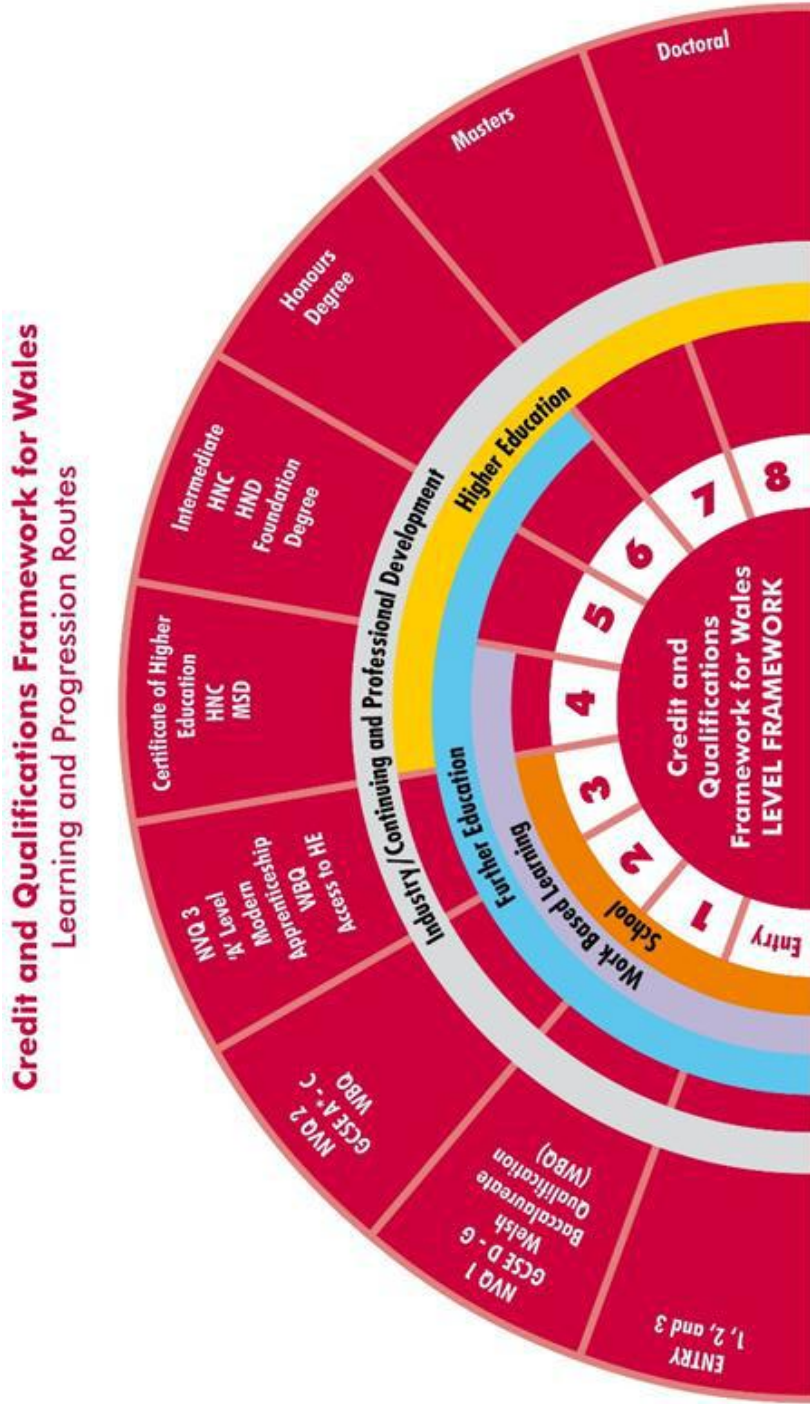 Credit and Qualifications Framework for Wales
Learning and Progression Routes
ENTRY
1, 2, and 3
NVQ 1
GCSE D - G
Welsh
Baccalaureate
Qualification
(WBQ)
NVQ 2
GCSE A* - C
WBQ
NVQ 3
'A' Level
Modern
Apprenticeship
WBQ
Access to HE
Certificate of Higher
Education
HNC
MSD
Intermediate
HNC
HND
Foundation
Degree
Honours
Degree
Masters
Doctoral
Industry/Continuing and Professional Development
Higher Education
Further Education
Work Based Learning
School
Entry
1
2
3
4
5
6
7
8
Credit and
Qualifications
Framework for Wales
LEVEL FRAMEWORK